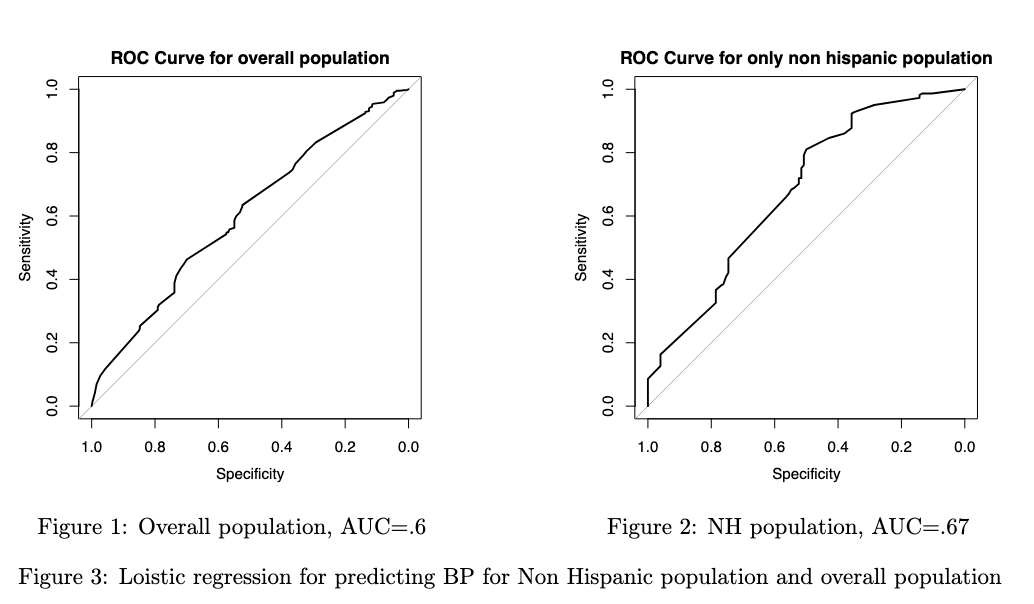 ROC Curve for overall population
Sensitivity
1.0
0.8
0.6
0.4
0.2
0.0
1.0 0.8 0.6 0.4 0.2 0.0
Specificity
Figure 1: Overall population, AUC=.6
ROC Curve for only non hispanic population
Sensitivity
1.0
0.8
0.6
0.4
0.2
0.0
1.0 0.8 0.6 0.4 0.2 0.0
Specificity
Figure 2: NH population, AUC=.67
Figure 3: Loistic regression for predicting BP for Non Hispanic population and overall population